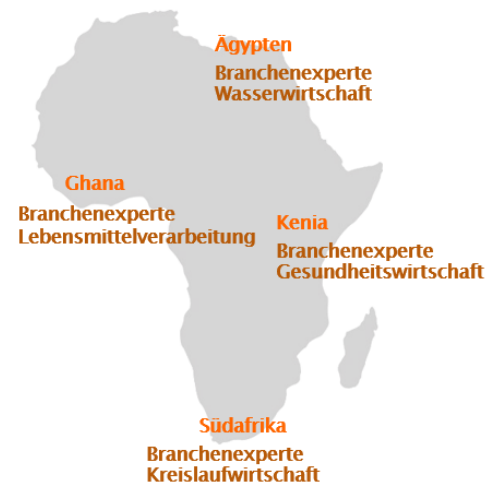 Ägypten
Branchenexperte
Wasserwirtschaft
Ghana
Branchenexperte
Lebensmittelverarbeitung
Kenia
Branchenexperte
Gesundheitswirtschaft
Südafrika
Branchenexperte
Kreislaufwirtschaft